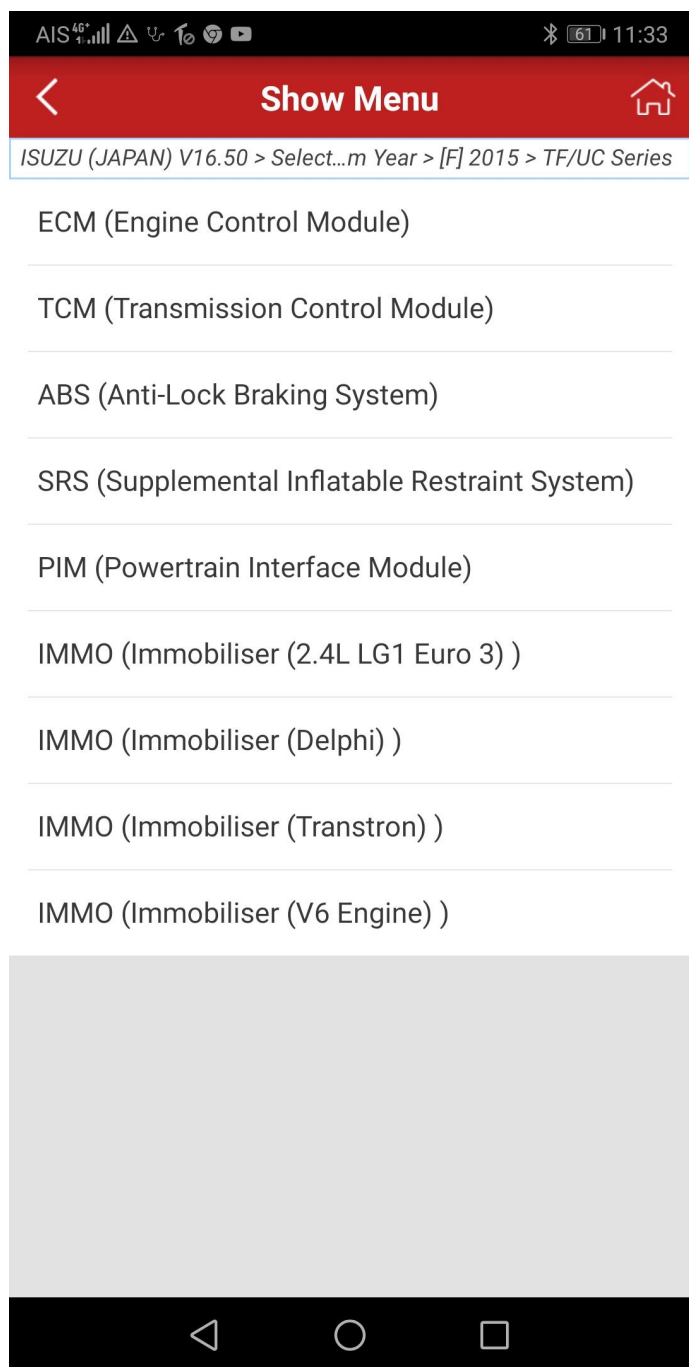 AIS 4G+ 61 11:33
Show Menu
ISUZU (JAPAN) V16.50 > Select...m Year > [F] 2015 > TF/UC Series
ECM (Engine Control Module)
TCM (Transmission Control Module)
ABS (Anti-Lock Braking System)
SRS (Supplemental Inflatable Restraint System)
PIM (Powertrain Interface Module)
IMMO (Immobiliser (2.4L LG1 Euro 3) )
IMMO (Immobiliser (Delphi) )
IMMO (Immobiliser (Transtron) )
IMMO (Immobiliser (V6 Engine) )